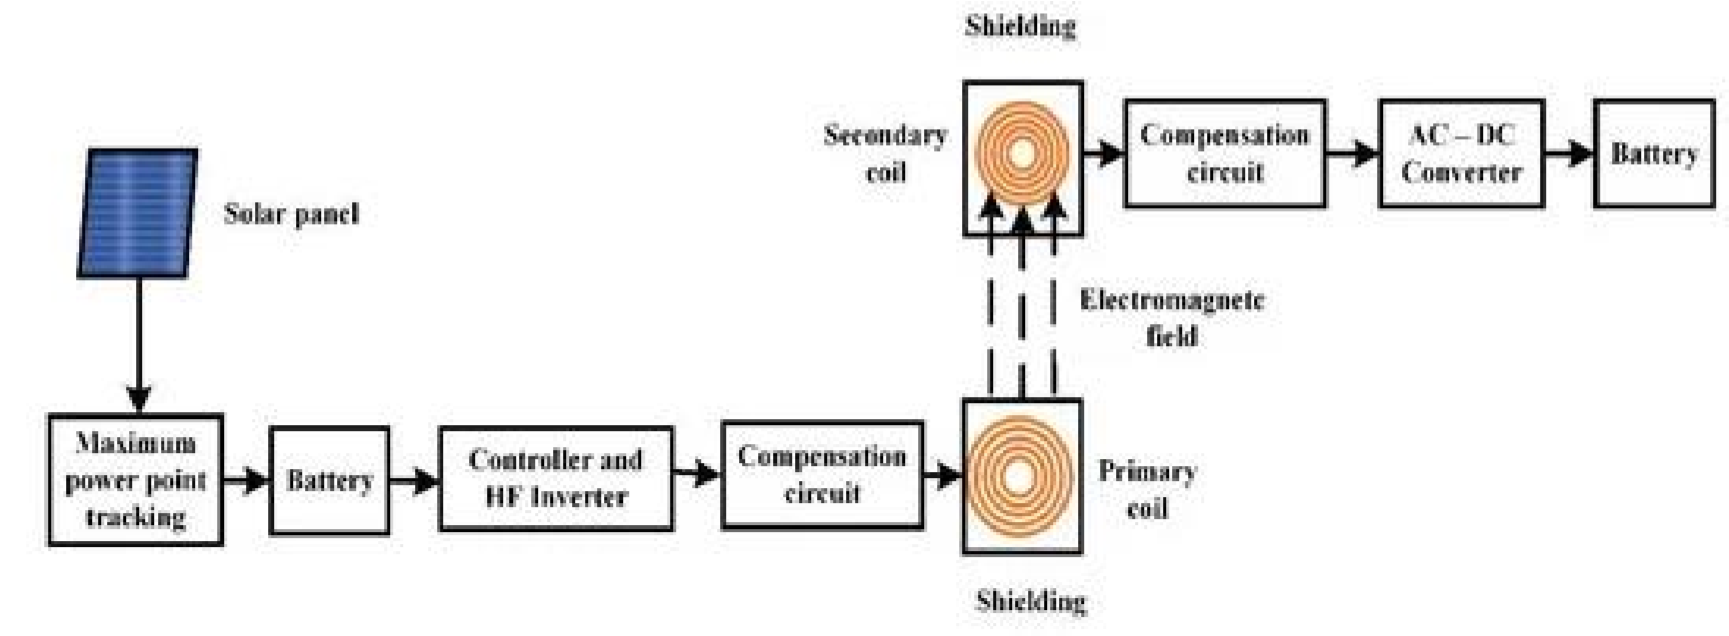 Shielding
Secondary
coil
Compensation
circuit
AC – DC
Converter
Battery
Solar panel
Electromagnetc
field
Maximum
power point
tracking
Battery
Controller and
HF Inverter
Compensation
circuit
Primary
coil
Shielding